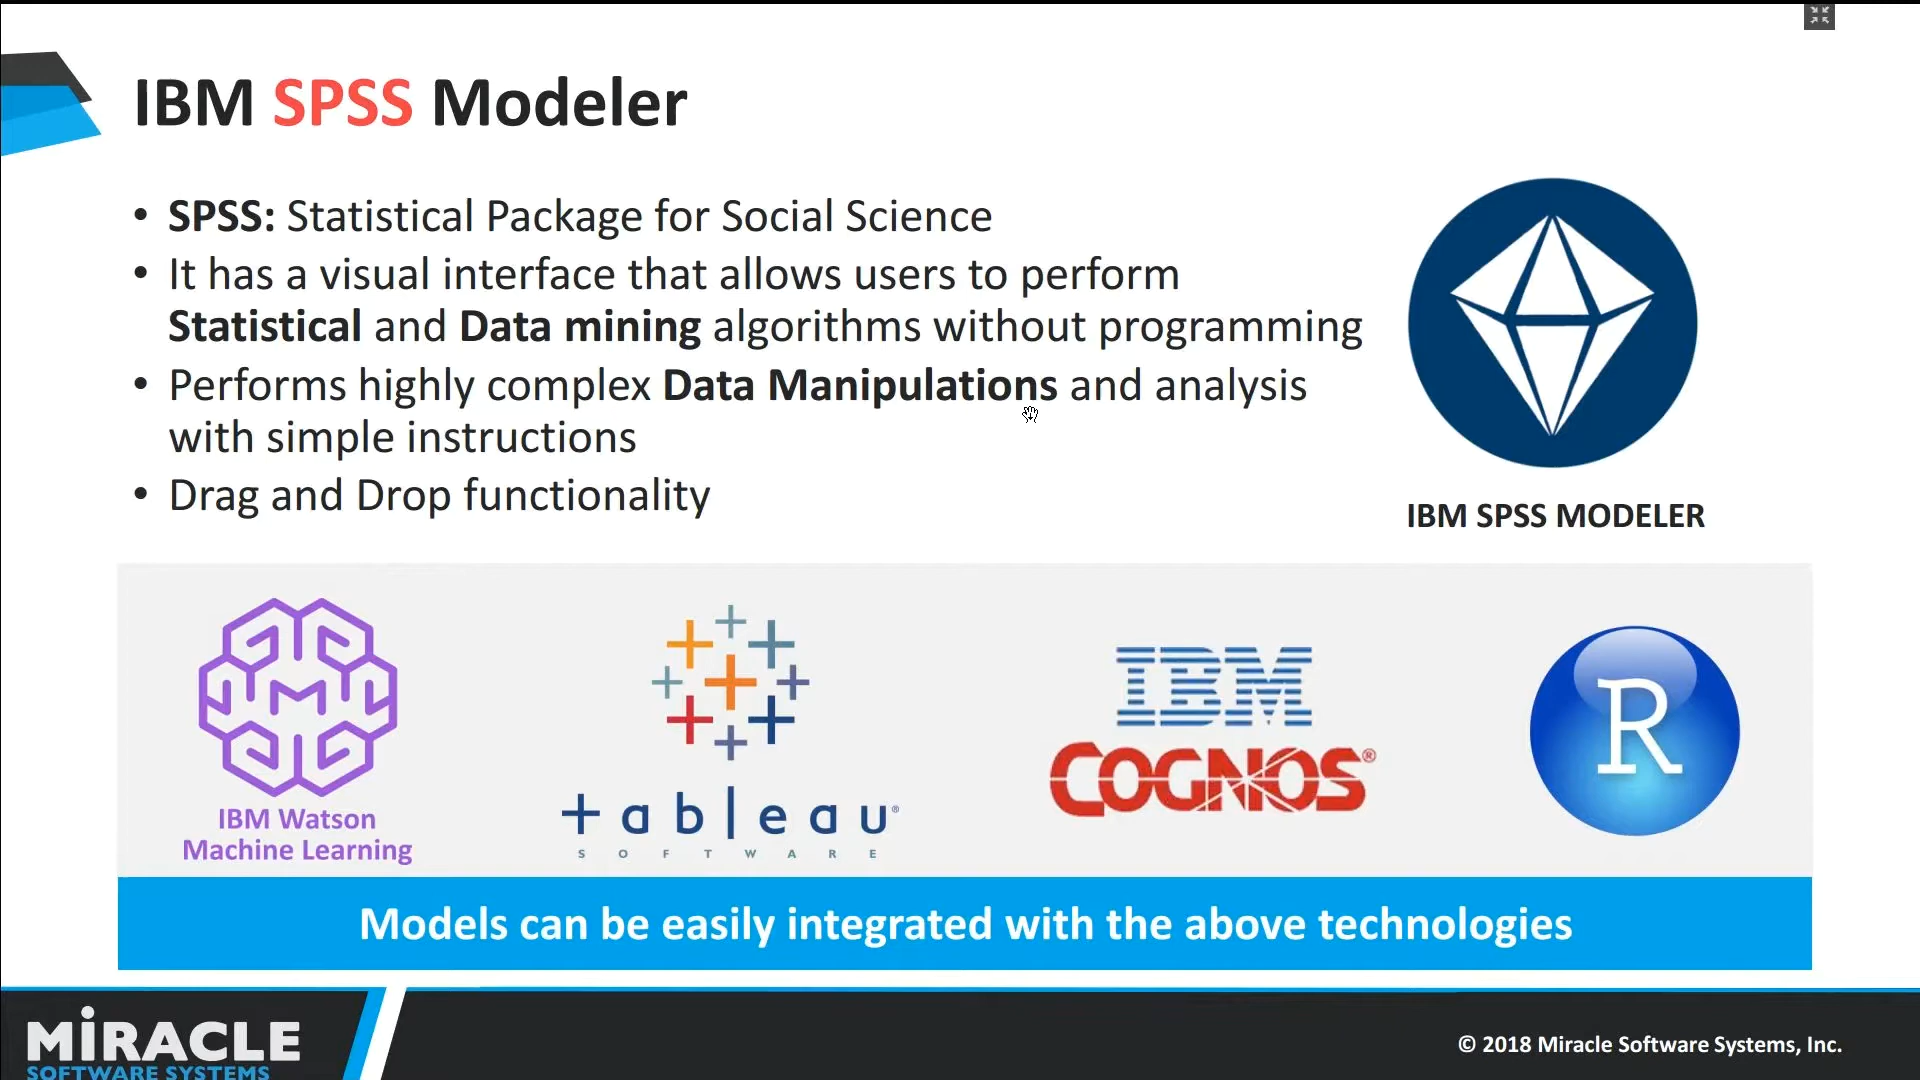 IBM SPSS Modeler
• SPSS: Statistical Package for Social Science
• It has a visual interface that allows users to perform
Statistical and Data mining algorithms without programming
• Performs highly complex Data Manipulations and analysis
with simple instructions
• Drag and Drop functionality
IBM SPSS MODELER
IBM Watson
Machine Learning
+ableau®
SOFTWARE
IBM
COGNOS®
R
Models can be easily integrated with the above technologies
MiRACLE
SOFTWARE SYSTEMS
© 2018 Miracle Software Systems, Inc.